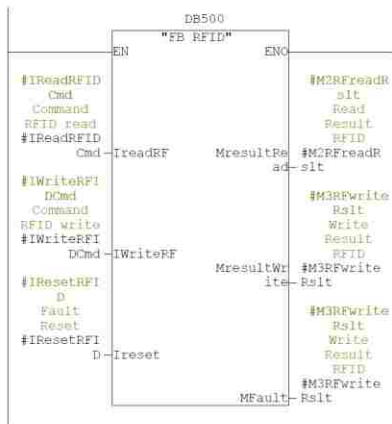 DB500
"FB RFID"
EN ENO
#IReadRFID
Cmd
Command
RFID read
#IReadRFID
Cmd IreadRF
#IWriteRFI
DCmd
Command
RFID write
#IWriteRFI
DCmd IWriteRF
#IResetRFI
D
Fault
Reset
#IResetRFI
D Ireset
#M2RFreadR
slt
Read
Result
RFID
MresultRe #M2RFreadR
ad slt
#M3RFwrite
Rslt
Write
Result
RFID
MresultWr #M3RFwrite
ite Rslt
#M3RFwrite
Rslt
Write
Result
RFID
#M3RFwrite
MFault Rslt